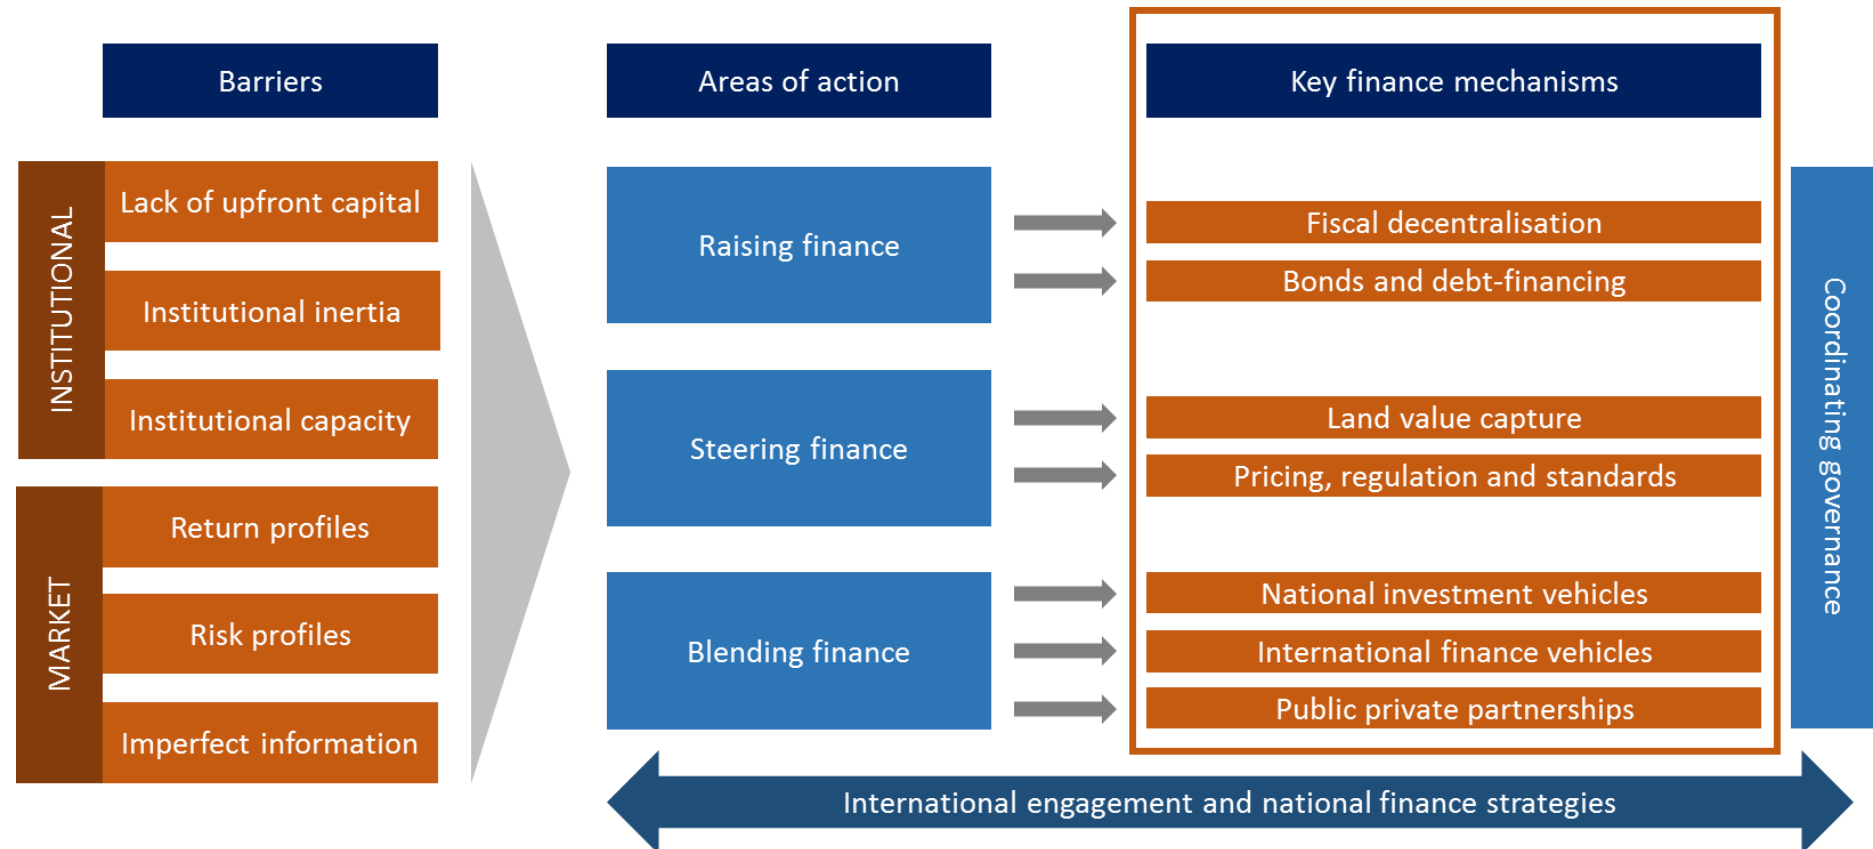 Barriers
Areas of action
Key finance mechanisms
INSTITUTIONAL
Lack of upfront capital
Institutional inertia
Institutional capacity
MARKET
Return profiles
Risk profiles
Imperfect information
Raising finance
Fiscal decentralisation
Bonds and debt-financing
Steering finance
Land value capture
Pricing, regulation and standards
Blending finance
National investment vehicles
International finance vehicles
Public private partnerships
Coordinating governance
International engagement and national finance strategies